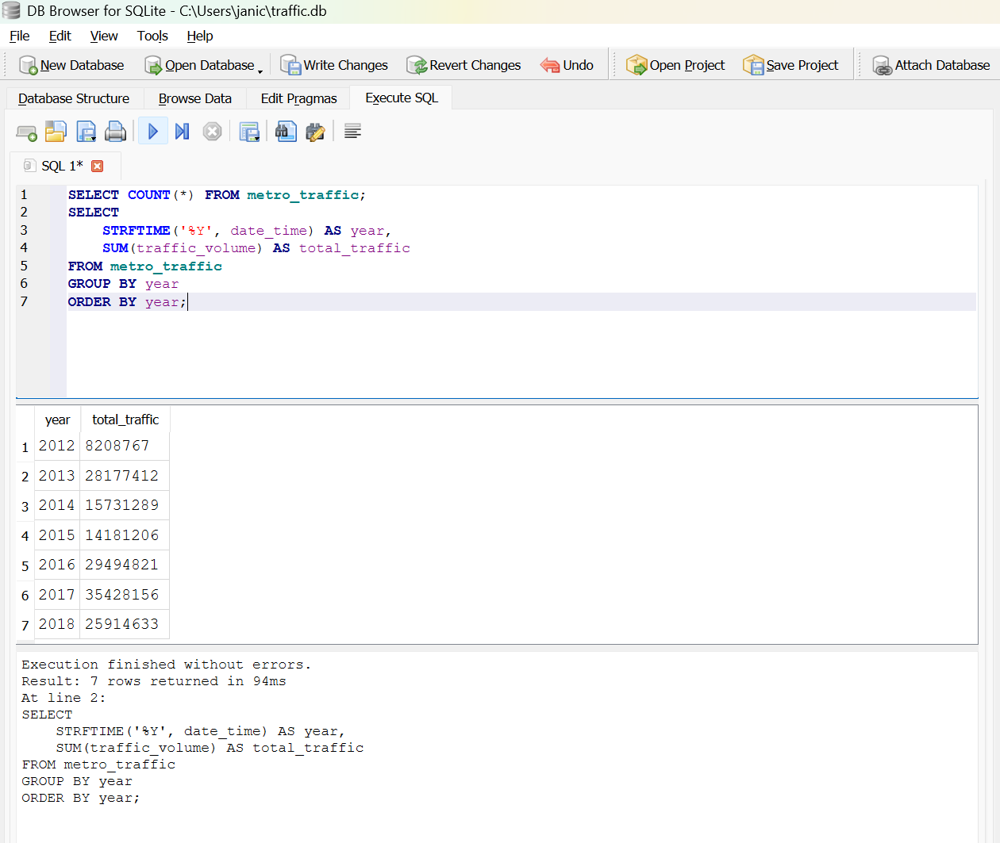 DB Browser for SQLite - C:\Users\janic\traffic.db
File Edit View Tools Help
New Database Open Database Write Changes Revert Changes Undo Open Project Save Project Attach Database
Database Structure Browse Data Edit Pragmas Execute SQL
SQL 1*
1 SELECT COUNT(*) FROM metro_traffic;
2 SELECT
3     STRFTIME('%Y', date_time) AS year,
4     SUM(traffic_volume) AS total_traffic
5 FROM metro_traffic
6 GROUP BY year
7 ORDER BY year;
year total_traffic
1 2012 8208767
2 2013 28177412
3 2014 15731289
4 2015 14181206
5 2016 29494821
6 2017 35428156
7 2018 25914633
Execution finished without errors.
Result: 7 rows returned in 94ms
At line 2:
SELECT
    STRFTIME('%Y', date_time) AS year,
    SUM(traffic_volume) AS total_traffic
FROM metro_traffic
GROUP BY year
ORDER BY year;